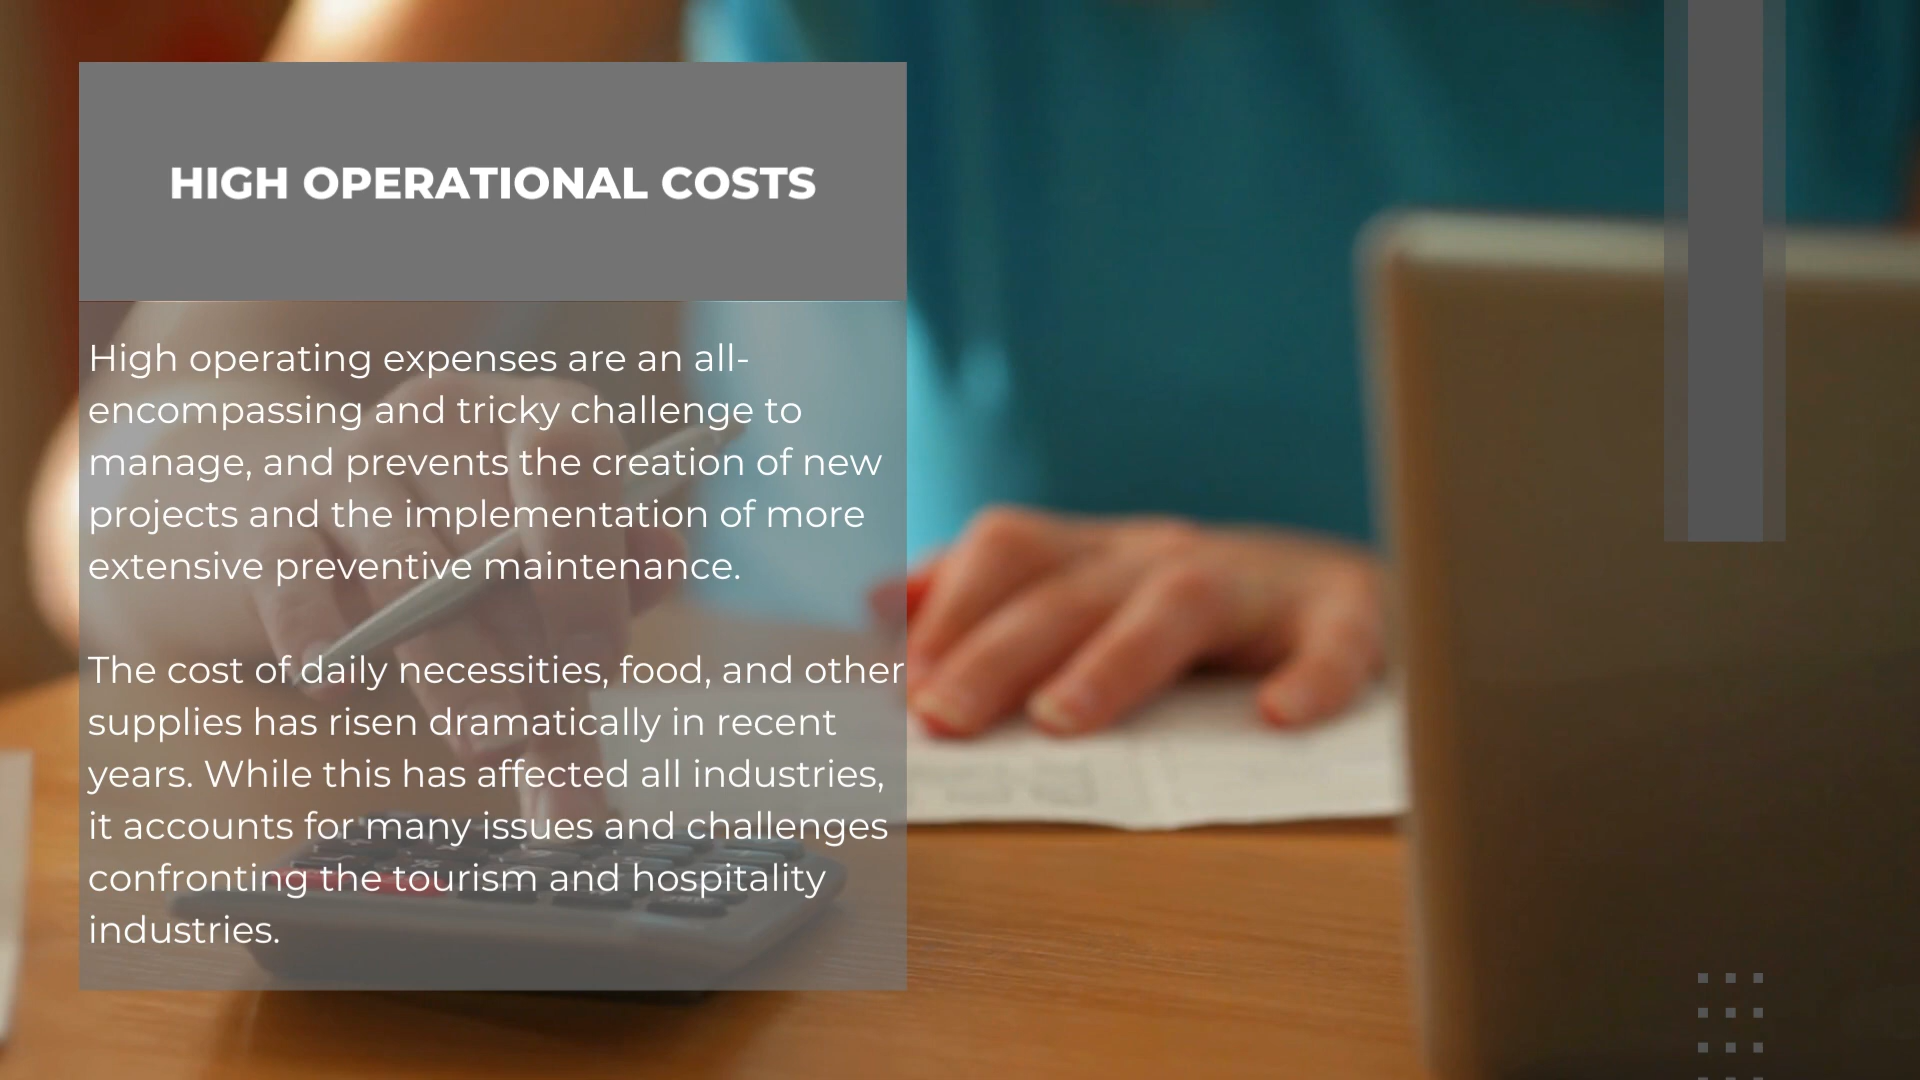 HIGH OPERATIONAL COSTS
High operating expenses are an all-
encompassing and tricky challenge to
manage, and prevents the creation of new
projects and the implementation of more
extensive preventive maintenance.
The cost of daily necessities, food, and other
supplies has risen dramatically in recent
years. While this has affected all industries,
it accounts for many issues and challenges
confronting the tourism and hospitality
industries.